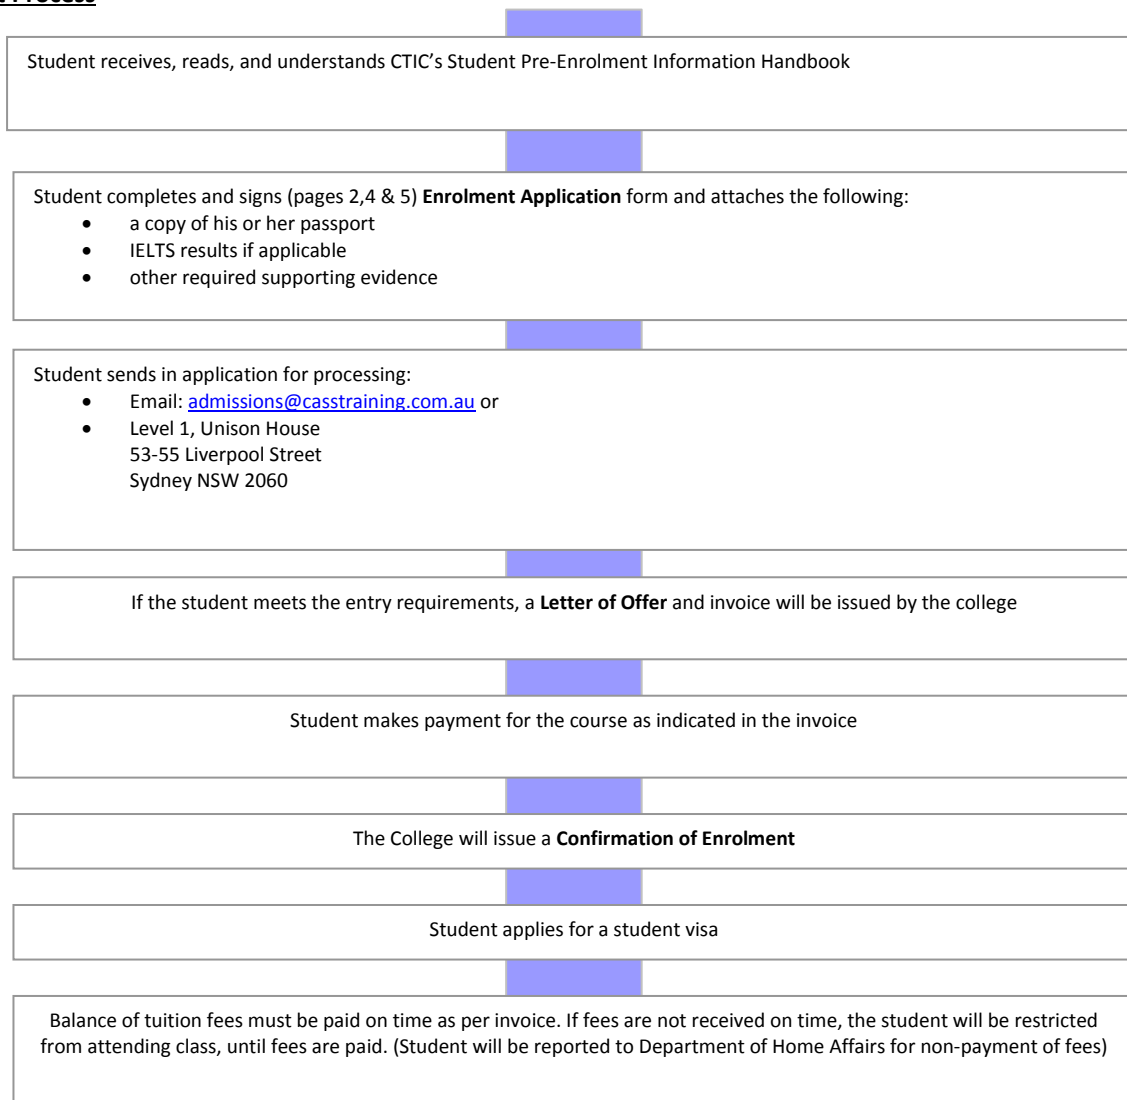 Process
Student receives, reads, and understands CTIC's Student Pre-Enrolment Information Handbook
Student completes and signs (pages 2,4 & 5) Enrolment Application form and attaches the following:
• a copy of his or her passport
• IELTS results if applicable
• other required supporting evidence
Student sends in application for processing:
• Email: admissions@casstraining.com.au or
• Level 1, Unison House
53-55 Liverpool Street
Sydney NSW 2060
If the student meets the entry requirements, a Letter of Offer and invoice will be issued by the college
Student makes payment for the course as indicated in the invoice
The College will issue a Confirmation of Enrolment
Student applies for a student visa
Balance of tuition fees must be paid on time as per invoice. If fees are not received on time, the student will be restricted
from attending class, until fees are paid. (Student will be reported to Department of Home Affairs for non-payment of fees)